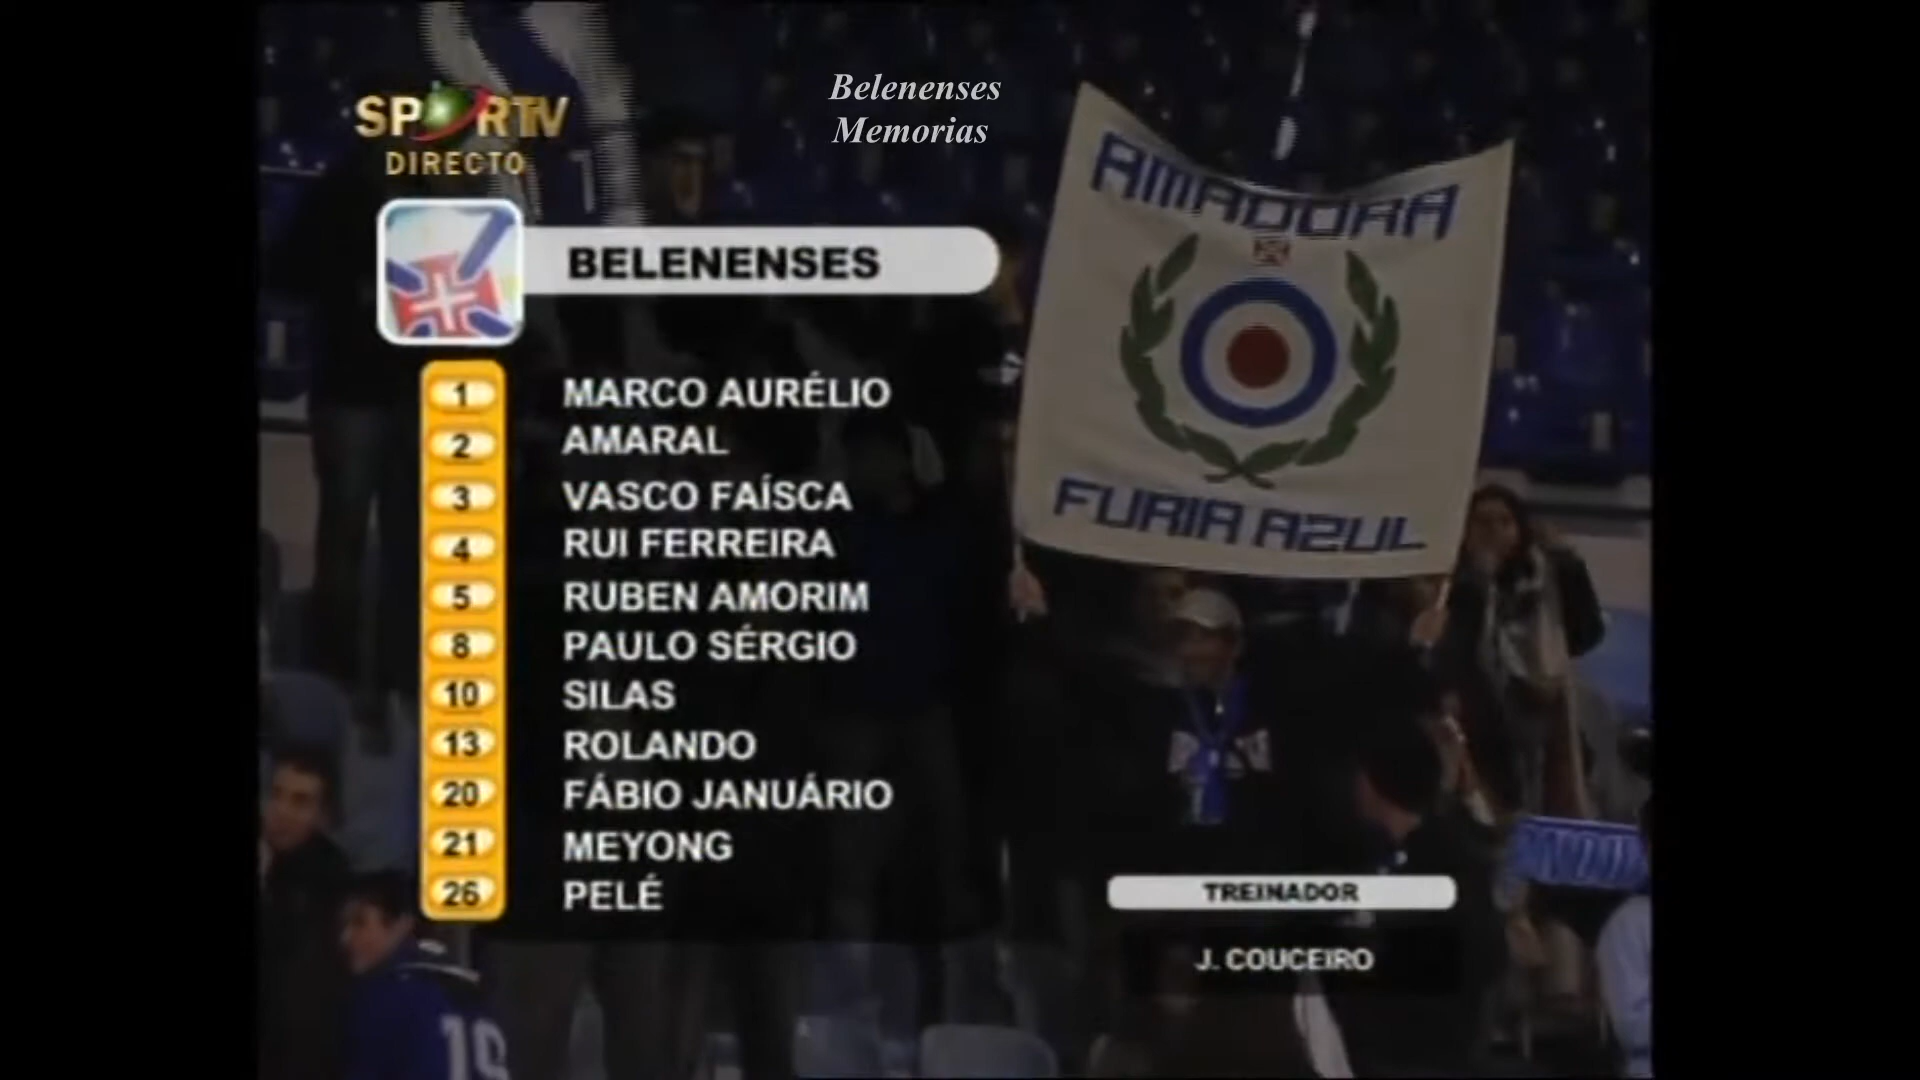 Belenenses
Memorias
SPORTV
DIRECTO
AMADORA
FURIA AZUL
BELENENSES
1 MARCO AURÉLIO
2 AMARAL
3 VASCO FAÍSCA
4 RUI FERREIRA
5 RUBEN AMORIM
8 PAULO SÉRGIO
10 SILAS
13 ROLANDO
20 FÁBIO JANUÁRIO
21 MEYONG
26 PELÉ
TREINADOR
J. COUCEIRO
19